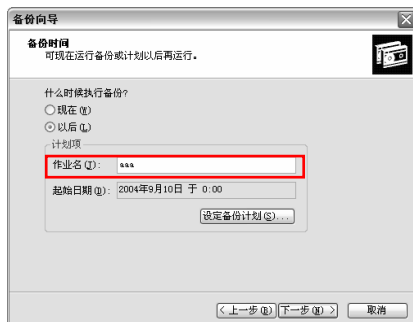 备份向导
备份时间
可现在运行备份或计划以后再运行。
什么时候执行备份?
现在(W)
以后(L)
计划项
作业名(J): aaa
起始日期(D): 2004年9月10日 于 0:00
设定备份计划(S)...
< 上一步(B) 下一步(N) > 取消